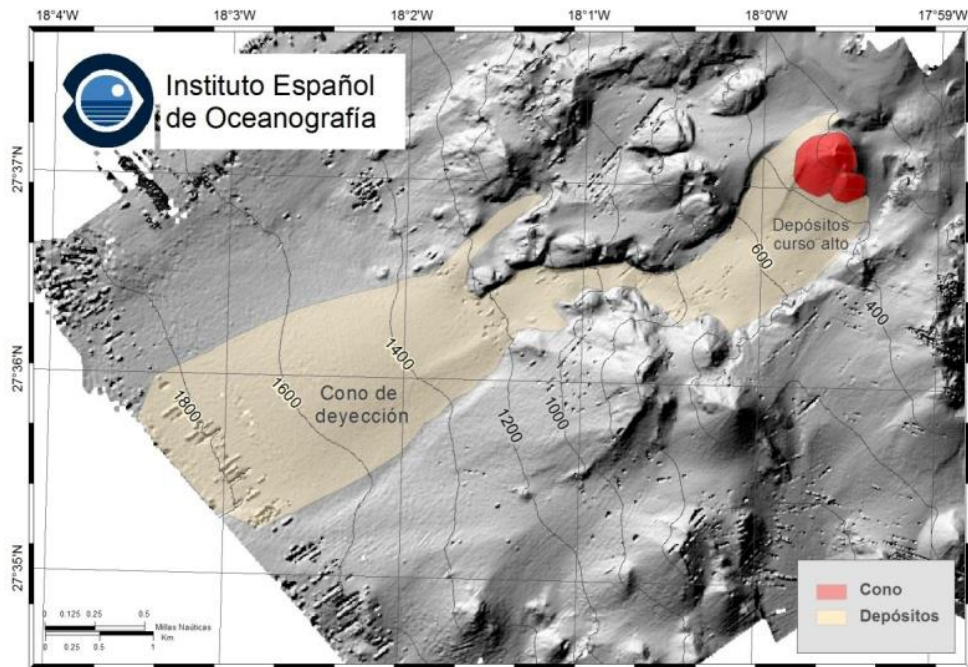 18°4'W 18°3'W 18°2'W 18°1'W 18°0'W 17°59'W
Instituto Español
de Oceanografía
27°37'N
27°36'N
27°35'N
Depósitos
curso alto
600
400
1400
1600
1800
1200
1000
Cono de
deyección
Cono
Depósitos
0 0.125 0.25 0.5
Millas Naúticas
Km
0 0.25 0.5 1